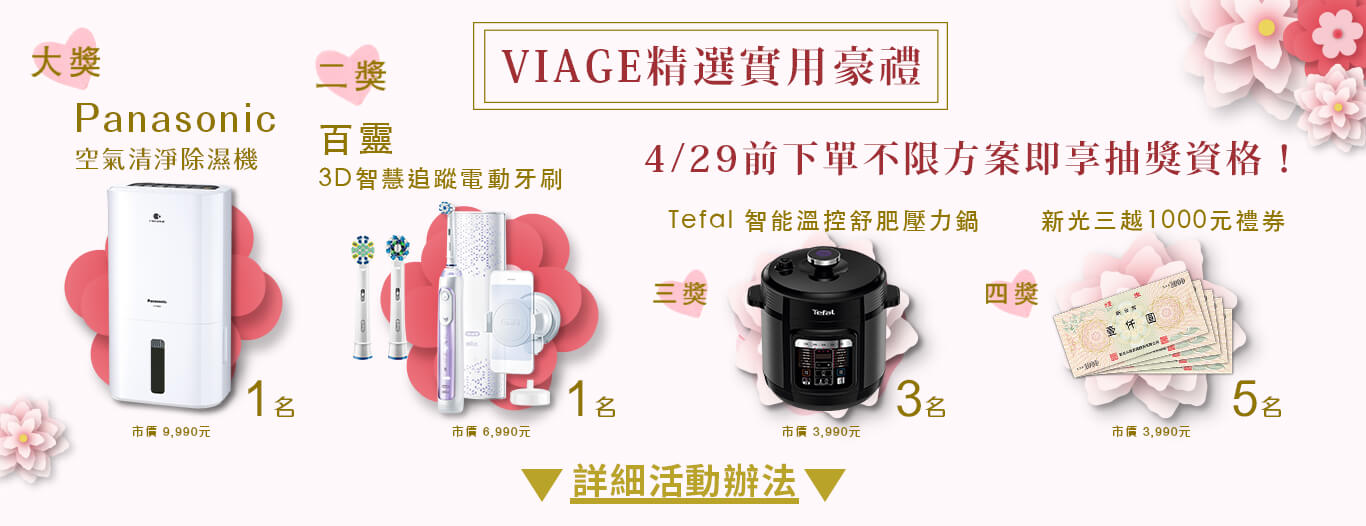 VIAGE精選實用豪禮
4/29前下單不限方案即享抽獎資格！
大獎
Panasonic
空氣清淨除濕機
Panasonic
1名
市價 9,990元
二獎
百靈
3D智慧追蹤電動牙刷
1名
市價 6,990元
三獎
Tefal 智能溫控舒肥壓力鍋
Tefal
3名
市價 3,990元
四獎
新光三越1000元禮券
壹仟圓
5名
市價 3,990元
▼詳細活動辦法▼